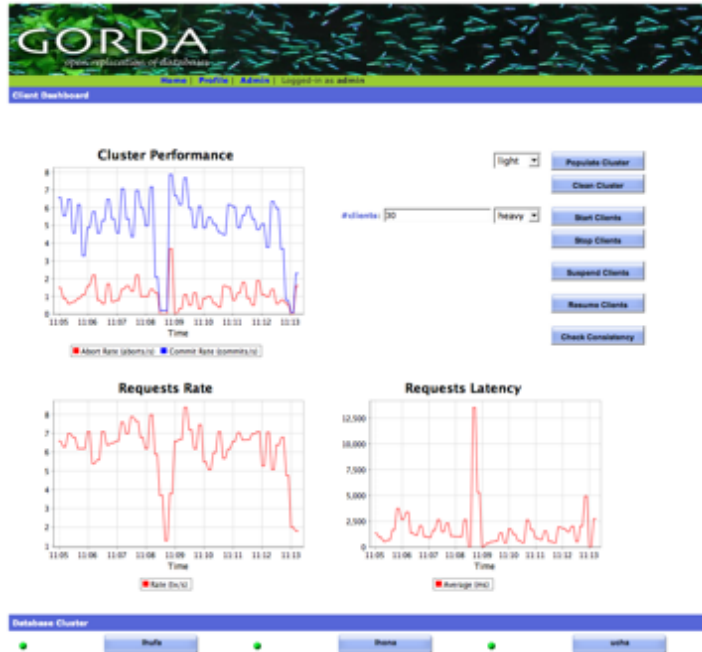 GORDA
open replication of databases
Home | Profile | Admin | Logged-in as admin
Client Dashboard
Cluster Performance
8
7
6
5
4
3
2
1
0
11:05 11:06 11:07 11:08 11:09 11:10 11:11 11:12 11:13
Time
Abort Rate (aborts/s) Commit Rate (commits/s)
light
Populate Cluster
Clean Cluster
#clients: 30
heavy
Start Clients
Stop Clients
Suspend Clients
Resume Clients
Check Consistency
Requests Rate
8
7
6
5
4
3
2
1
11:05 11:06 11:07 11:08 11:09 11:10 11:11 11:12 11:13
Time
Rate (tx/s)
Requests Latency
12,500
10,000
7,500
5,000
2,500
0
11:05 11:06 11:07 11:08 11:09 11:10 11:11 11:12 11:13
Time
Average (ms)
Database Cluster